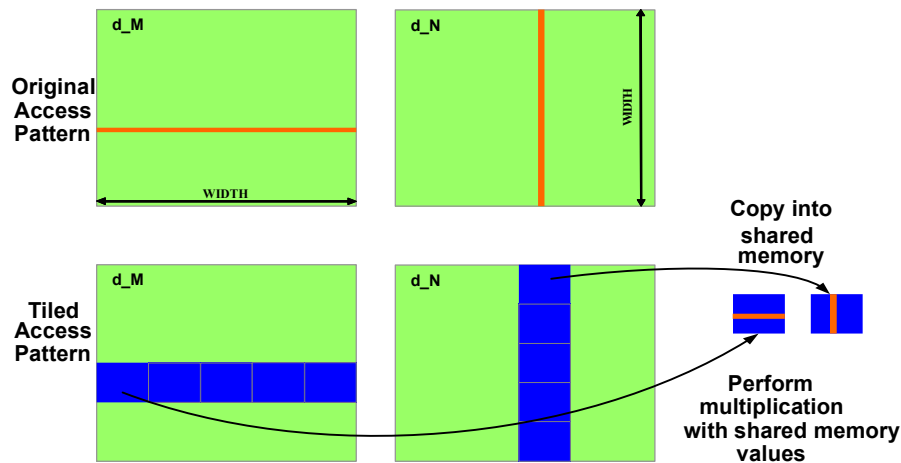 d_M
d_N
Original
Access
Pattern
WIDTH
WIDTH
Copy into
shared
memory
d_M
d_N
Tiled
Access
Pattern
Perform
multiplication
with shared memory
values